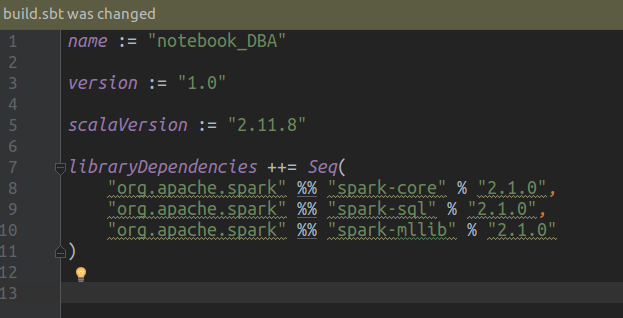 build.sbt was changed
1 name := "notebook_DBA"
2
3 version := "1.0"
4
5 scalaVersion := "2.11.8"
6
7 libraryDependencies ++= Seq(
8 "org.apache.spark" %% "spark-core" % "2.1.0",
9 "org.apache.spark" %% "spark-sql" % "2.1.0",
10 "org.apache.spark" %% "spark-mllib" % "2.1.0"
11 )
12
13